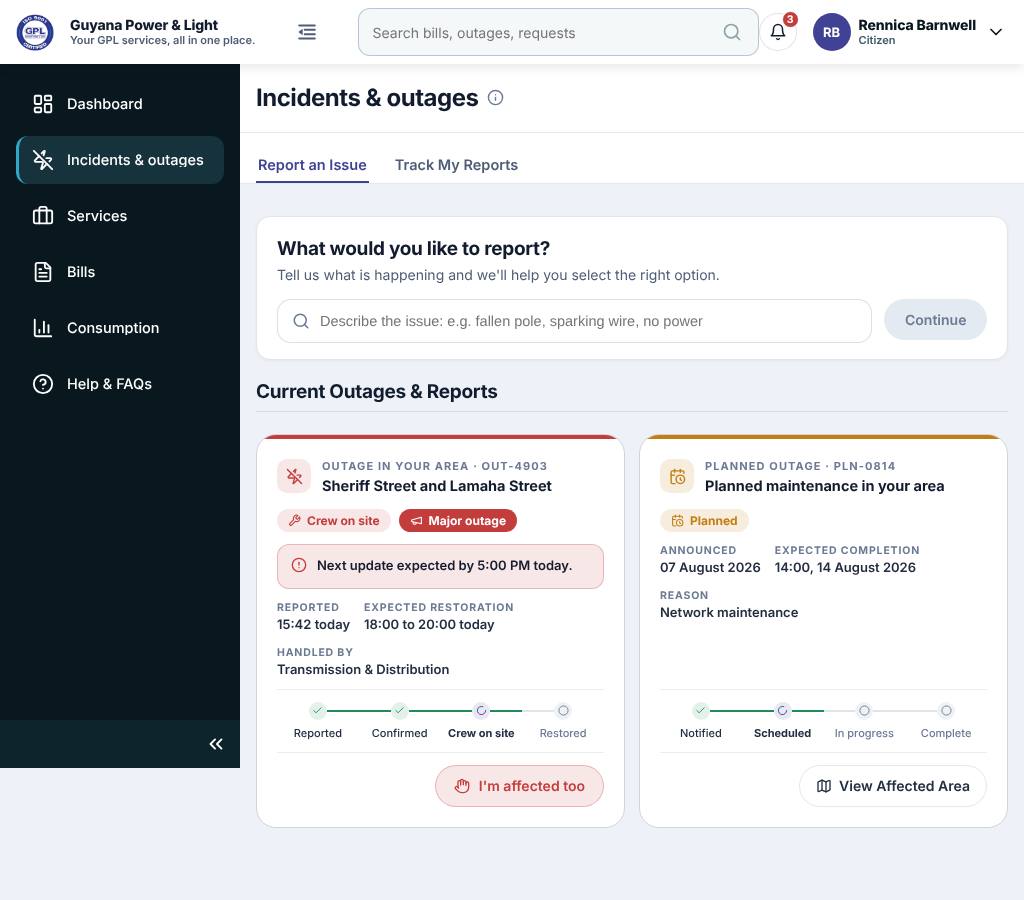 ISO 9001
GPL
CERTIFIED
Guyana Power & Light
Your GPL services, all in one place.
Search bills, outages, requests
3
RB
Rennica Barnwell
Citizen
Dashboard
Incidents & outages
Services
Bills
Consumption
Help & FAQs
Incidents & outages
Report an Issue
Track My Reports
What would you like to report?
Tell us what is happening and we'll help you select the right option.
Describe the issue: e.g. fallen pole, sparking wire, no power
Continue
Current Outages & Reports
OUTAGE IN YOUR AREA · OUT-4903
Sheriff Street and Lamaha Street
Crew on site
Major outage
Next update expected by 5:00 PM today.
REPORTED
15:42 today
EXPECTED RESTORATION
18:00 to 20:00 today
HANDLED BY
Transmission & Distribution
Reported
Confirmed
Crew on site
Restored
I'm affected too
PLANNED OUTAGE · PLN-0814
Planned maintenance in your area
Planned
ANNOUNCED
07 August 2026
EXPECTED COMPLETION
14:00, 14 August 2026
REASON
Network maintenance
Notified
Scheduled
In progress
Complete
View Affected Area